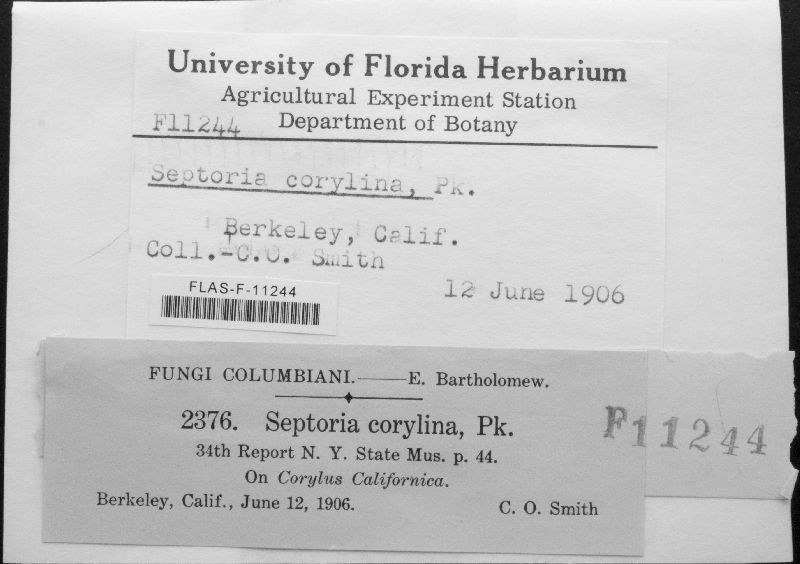 University of Florida Herbarium
Agricultural Experiment Station
F11244 Department of Botany
Septoria corylina, Pk.
Berkeley, Calif.
Coll.-C.O. Smith
12 June 1906
FLAS-F-11244
FUNGI COLUMBIANI.——E. Bartholomew.
2376. Septoria corylina, Pk.
34th Report N. Y. State Mus. p. 44.
On Corylus Californica.
Berkeley, Calif., June 12, 1906. C. O. Smith
F11244